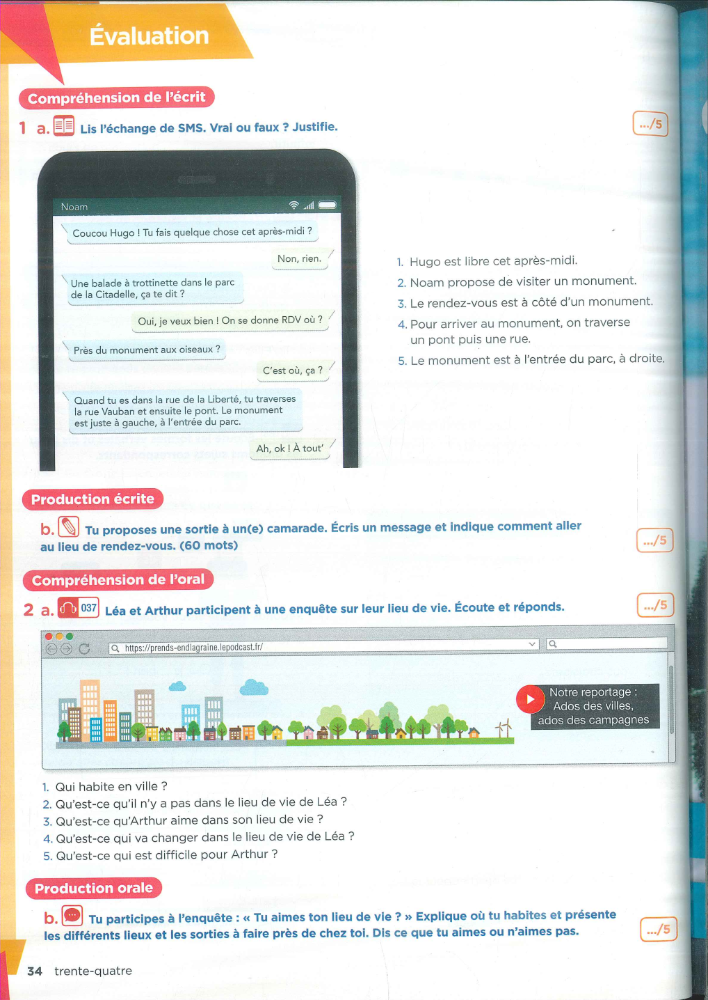 Évaluation
Compréhension de l'écrit
1 a. Lis l'échange de SMS. Vrai ou faux ? Justifie.
.../5
Noam
Coucou Hugo ! Tu fais quelque chose cet après-midi ?
Non, rien.
Une balade à trottinette dans le parc
de la Citadelle, ça te dit ?
Oui, je veux bien ! On se donne RDV où ?
Près du monument aux oiseaux ?
C'est où, ça ?
Quand tu es dans la rue de la Liberté, tu traverses
la rue Vauban et ensuite le pont. Le monument
est juste à gauche, à l'entrée du parc.
Ah, ok ! À tout'
1. Hugo est libre cet après-midi.
2. Noam propose de visiter un monument.
3. Le rendez-vous est à côté d'un monument.
4. Pour arriver au monument, on traverse
un pont puis une rue.
5. Le monument est à l'entrée du parc, à droite.
Production écrite
b. Tu proposes une sortie à un(e) camarade. Écris un message et indique comment aller
au lieu de rendez-vous. (60 mots)
.../5
Compréhension de l'oral
2 a. 037 Léa et Arthur participent à une enquête sur leur lieu de vie. Écoute et réponds.
.../5
https://prends-endlagraine.lepodcast.fr/
Notre reportage :
Ados des villes,
ados des campagnes
1. Qui habite en ville ?
2. Qu'est-ce qu'il n'y a pas dans le lieu de vie de Léa ?
3. Qu'est-ce qu'Arthur aime dans son lieu de vie ?
4. Qu'est-ce qui va changer dans le lieu de vie de Léa ?
5. Qu'est-ce qui est difficile pour Arthur ?
Production orale
b. Tu participes à l'enquête : « Tu aimes ton lieu de vie ? » Explique où tu habites et présente
les différents lieux et les sorties à faire près de chez toi. Dis ce que tu aimes ou n'aimes pas.
.../5
34 trente-quatre